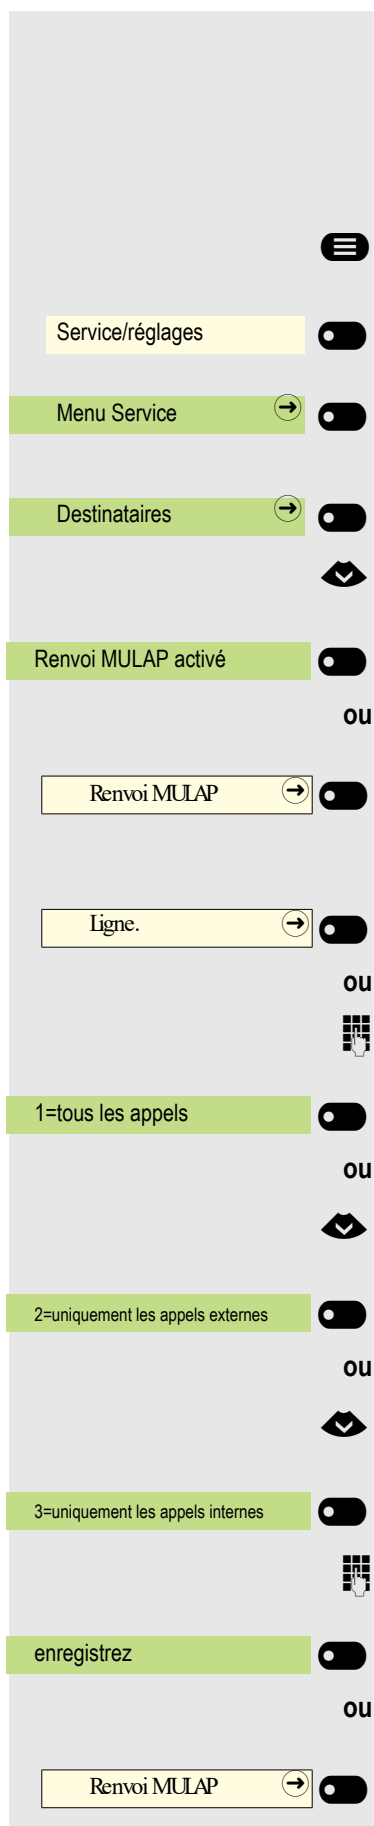 Service/réglages
Menu Service
Destinataires
Renvoi MULAP activé
ou
Renvoi MULAP
Ligne.
ou
1=tous les appels
ou
2=uniquement les appels externes
ou
3=uniquement les appels internes
enregistrez
ou
Renvoi MULAP